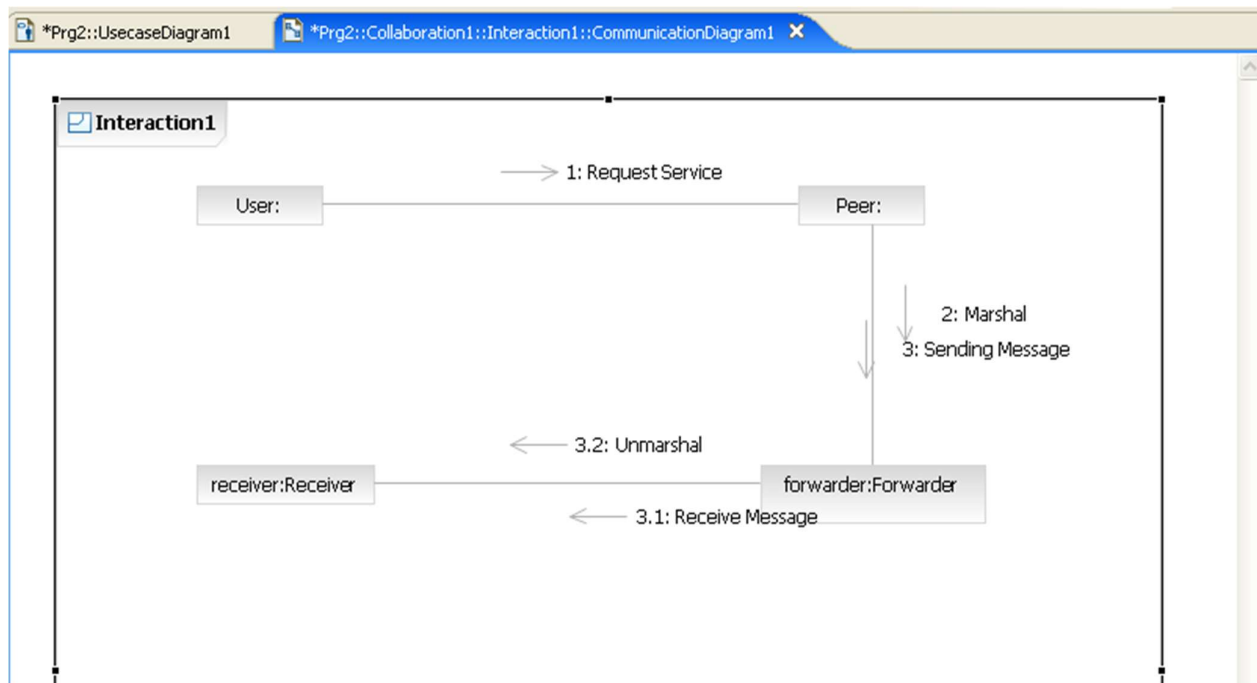 *Prg2::UsecaseDiagram1
*Prg2::Collaboration1::Interaction1::CommunicationDiagram1
Interaction1
1: Request Service
User:
Peer:
2: Marshal
3: Sending Message
3.2: Unmarshal
receiver:Receiver
forwarder:Forwarder
3.1: Receive Message